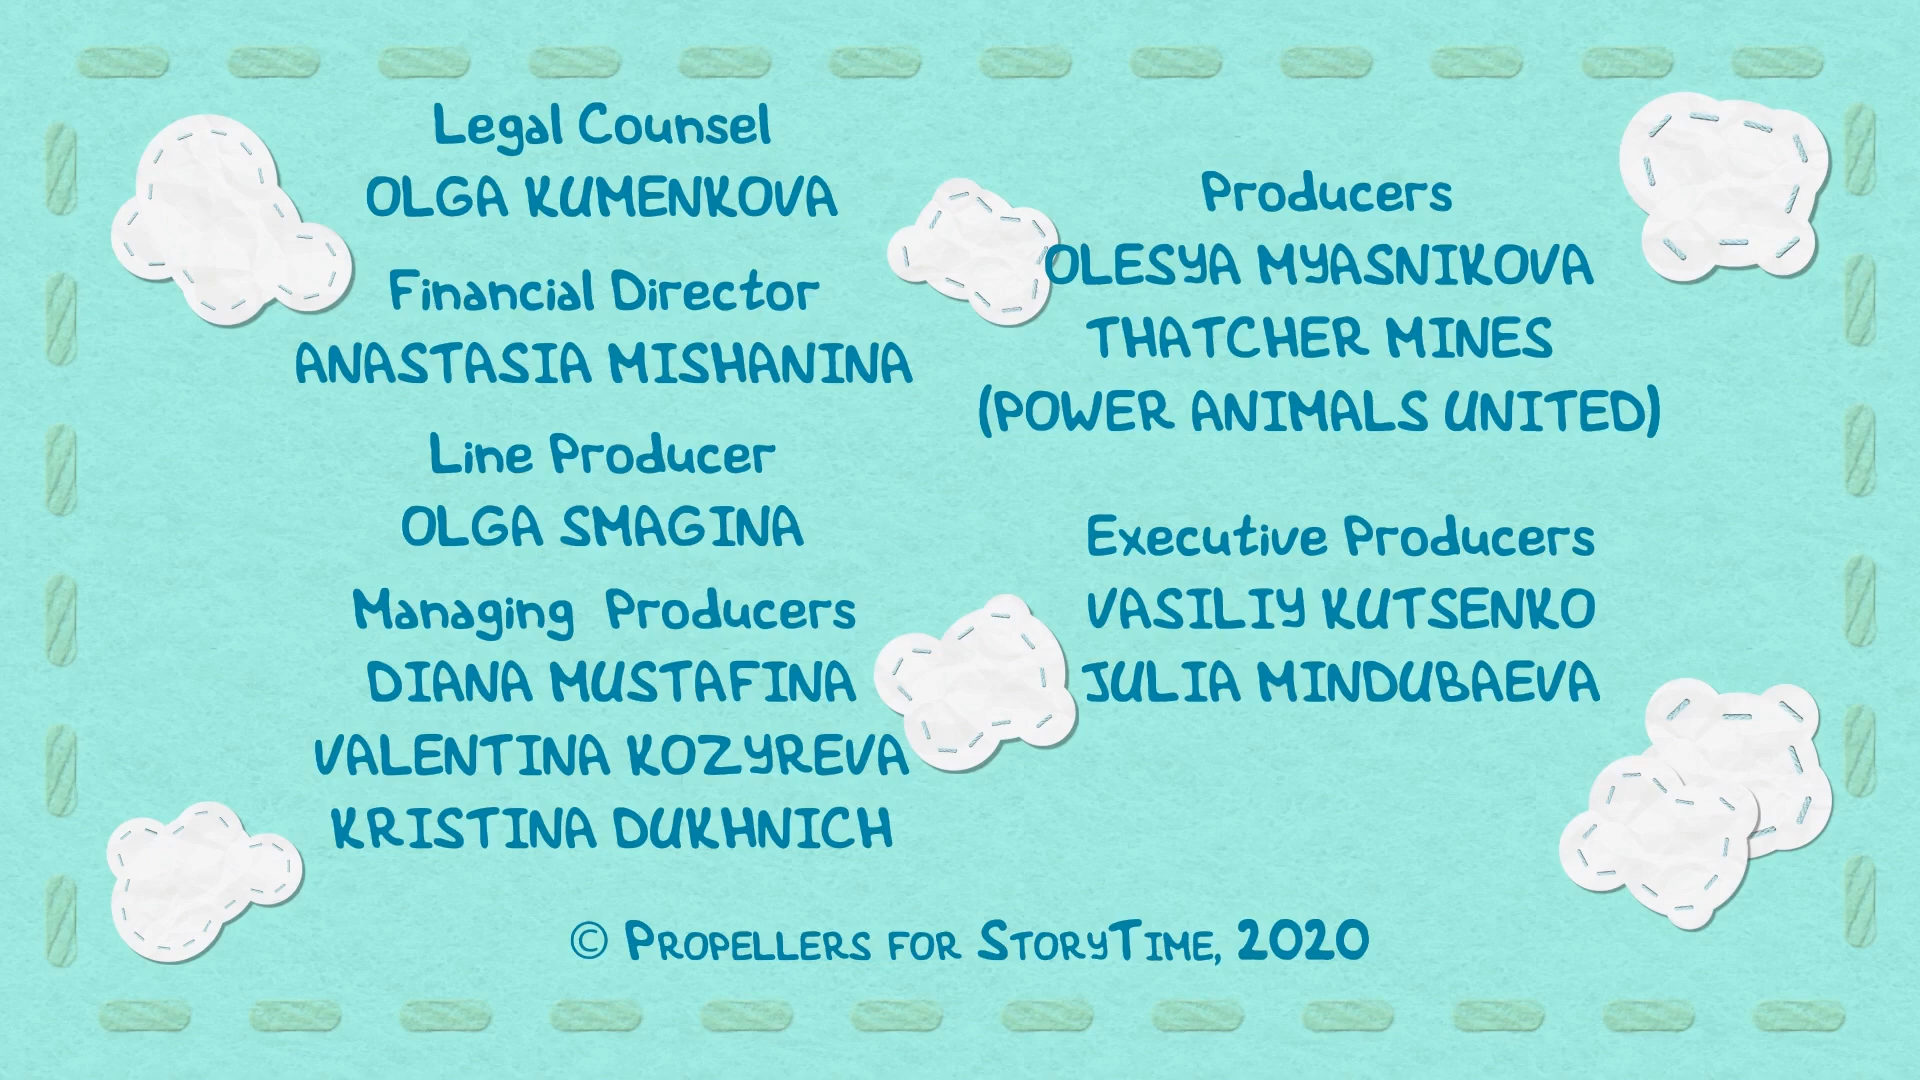 Legal Counsel
OLGA KUMENKOVA
Financial Director
ANASTASIA MISHANINA
Line Producer
OLGA SMAGINA
Managing Producers
DIANA MUSTAFINA
VALENTINA KOZYREVA
KRISTINA DUKHNICH
Producers
OLESYA MYASNIKOVA
THATCHER MINES
(POWER ANIMALS UNITED)
Executive Producers
VASILIY KUTSENKO
JULIA MINDUBAEVA
© PROPELLERS FOR STORYTIME, 2020